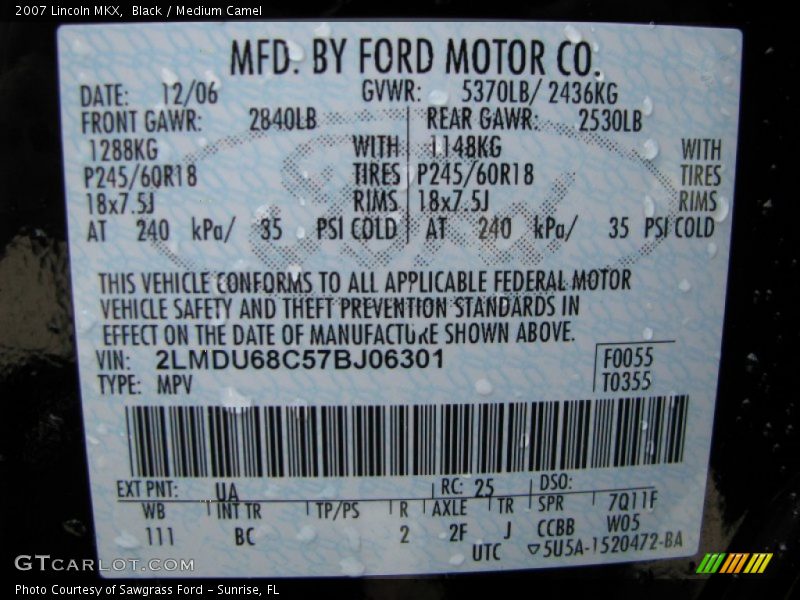 2007 Lincoln MKX, Black / Medium Camel
MFD. BY FORD MOTOR CO.
DATE: 12/06 GVWR: 5370LB/ 2436KG
FRONT GAWR: 2840LB REAR GAWR: 2530LB
1288KG WITH 1148KG WITH
P245/60R18 TIRES P245/60R18 TIRES
18x7.5J RIMS 18x7.5J RIMS
AT 240 kPa/ 35 PSI COLD AT 240 kPa/ 35 PSI COLD
THIS VEHICLE CONFORMS TO ALL APPLICABLE FEDERAL MOTOR
VEHICLE SAFETY AND THEFT PREVENTION STANDARDS IN
EFFECT ON THE DATE OF MANUFACTURE SHOWN ABOVE.
VIN: 2LMDU68C57BJ06301 F0055
TYPE: MPV T0355
EXT PNT: UA RC: 25 DSO:
WB INT TR TP/PS R AXLE TR SPR 7Q11F
111 BC 2 2F J CCBB W05
UTC ▽5U5A-1520472-BA
GTCARLOT.COM
Photo Courtesy of Sawgrass Ford - Sunrise, FL